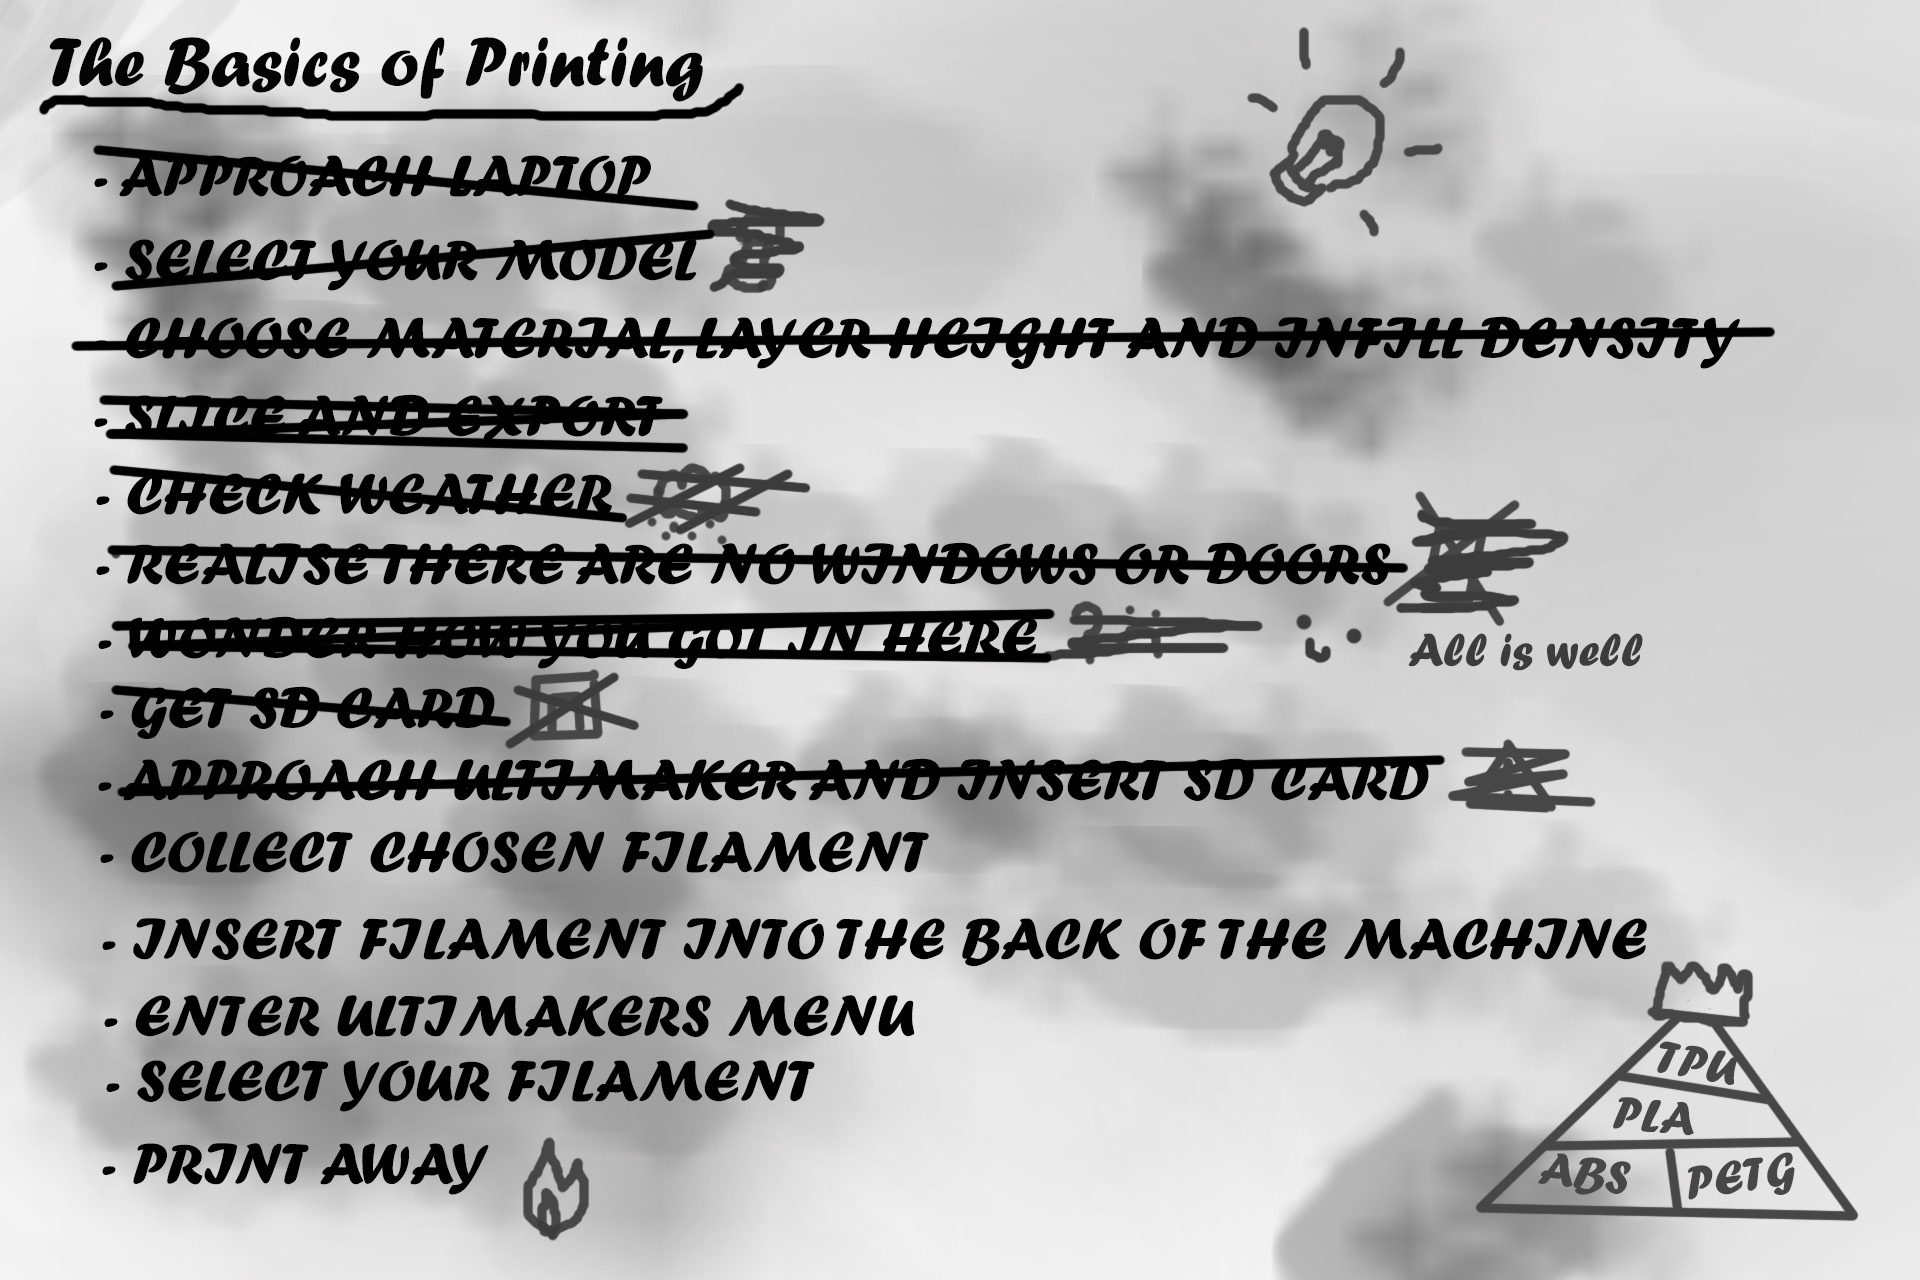 The Basics of Printing
- APPROACH LAPTOP
- SELECT YOUR MODEL
- CHOOSE MATERIAL, LAYER HEIGHT AND INFILL DENSITY
- SLICE AND EXPORT
- CHECK WEATHER
- REALISE THERE ARE NO WINDOWS OR DOORS
- WONDER HOW YOU GOT IN HERE
All is well
- GET SD CARD
- APPROACH ULTIMAKER AND INSERT SD CARD
- COLLECT CHOSEN FILAMENT
- INSERT FILAMENT INTO THE BACK OF THE MACHINE
- ENTER ULTIMAKERS MENU
- SELECT YOUR FILAMENT
- PRINT AWAY
TPU
PLA
ABS PETG